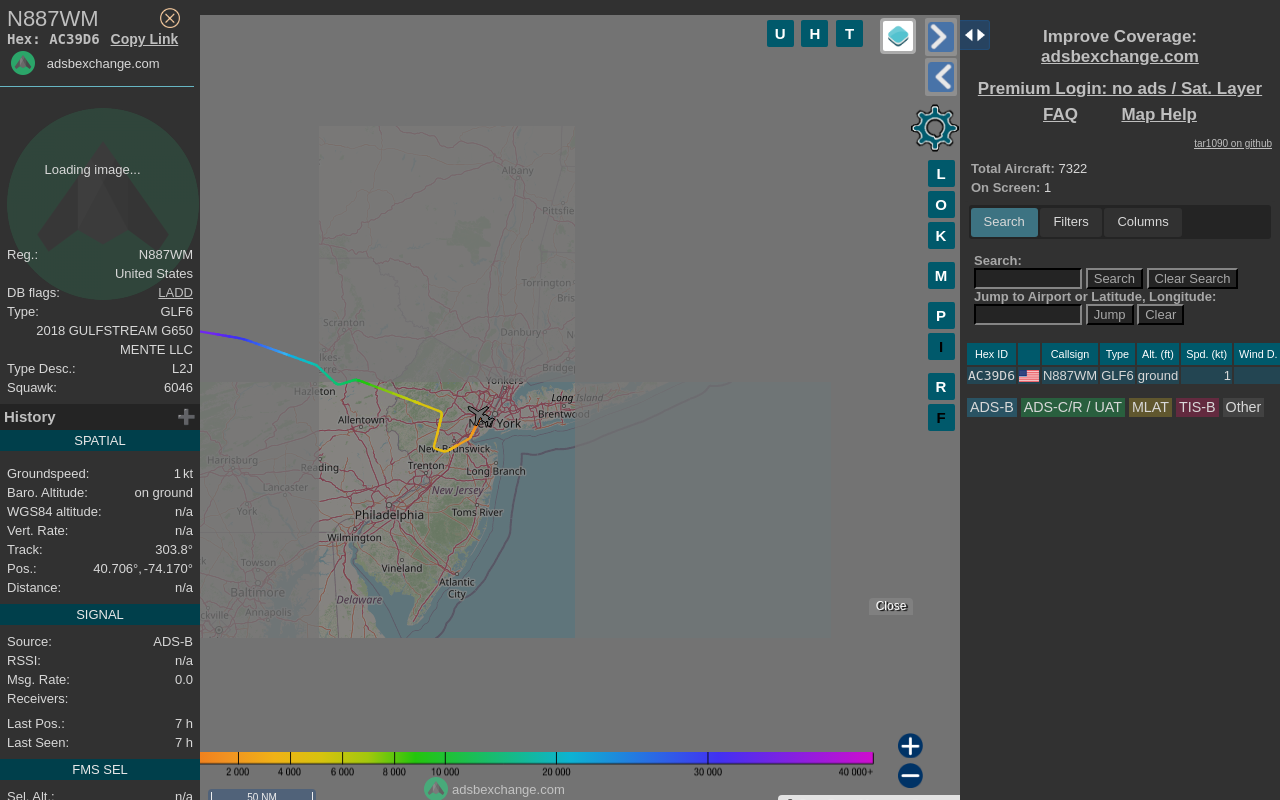 N887WM
Hex: AC39D6 Copy Link
adsbexchange.com
Loading image...
Reg.: N887WM
United States
DB flags: LADD
Type: GLF6
2018 GULFSTREAM G650
MENTE LLC
Type Desc.: L2J
Squawk: 6046
History
SPATIAL
Groundspeed: 1 kt
Baro. Altitude: on ground
WGS84 altitude: n/a
Vert. Rate: n/a
Track: 303.8°
Pos.: 40.706°, -74.170°
Distance: n/a
SIGNAL
Source: ADS-B
RSSI: n/a
Msg. Rate: 0.0
Receivers:
Last Pos.: 7 h
Last Seen: 7 h
FMS SEL
Sel. Alt.: n/a
U H T
L
O
K
M
P
I
R
F
Albany
Pittsfie
Torrington
Bris
Scranton
Danbury
N
lkes
rre
Bridgep
Hazleton
Yonkers
Long Island
Allentown
New York
Brentwood
New Brunswick
Harrisburg
Reading
Trenton
Long Branch
Lancaster
New Jersey
York
Philadelphia
Toms River
Wilmington
Towson
Vineland
Baltimore
Atlantic
City
Delaware
Annapolis
ckville
Close
2 000 4 000 6 000 8 000 10 000 20 000 30 000 40 000+
adsbexchange.com
50 NM
Improve Coverage:
adsbexchange.com
Premium Login: no ads / Sat. Layer
FAQ Map Help
tar1090 on github
Total Aircraft: 7322
On Screen: 1
Search Filters Columns
Search:
Search Clear Search
Jump to Airport or Latitude, Longitude:
Jump Clear
Hex ID Callsign Type Alt. (ft) Spd. (kt) Wind D.
AC39D6 N887WM GLF6 ground 1
ADS-B ADS-C/R / UAT MLAT TIS-B Other